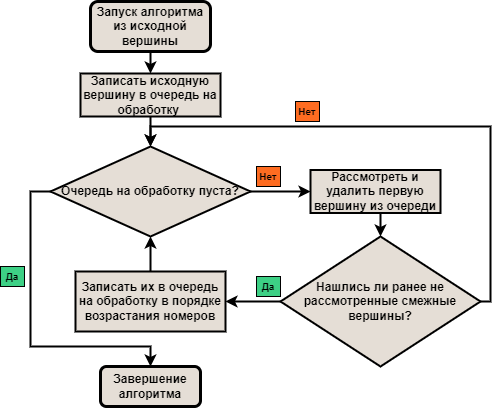 Запуск алгоритма
из исходной
вершины
Записать исходную
вершину в очередь на
обработку
Нет
Очередь на обработку пуста?
Нет
Рассмотреть и
удалить первую
вершину из очереди
Да
Записать их в очередь
на обработку в порядке
возрастания номеров
Да
Нашлись ли ранее не
рассмотренные смежные
вершины?
Завершение
алгоритма